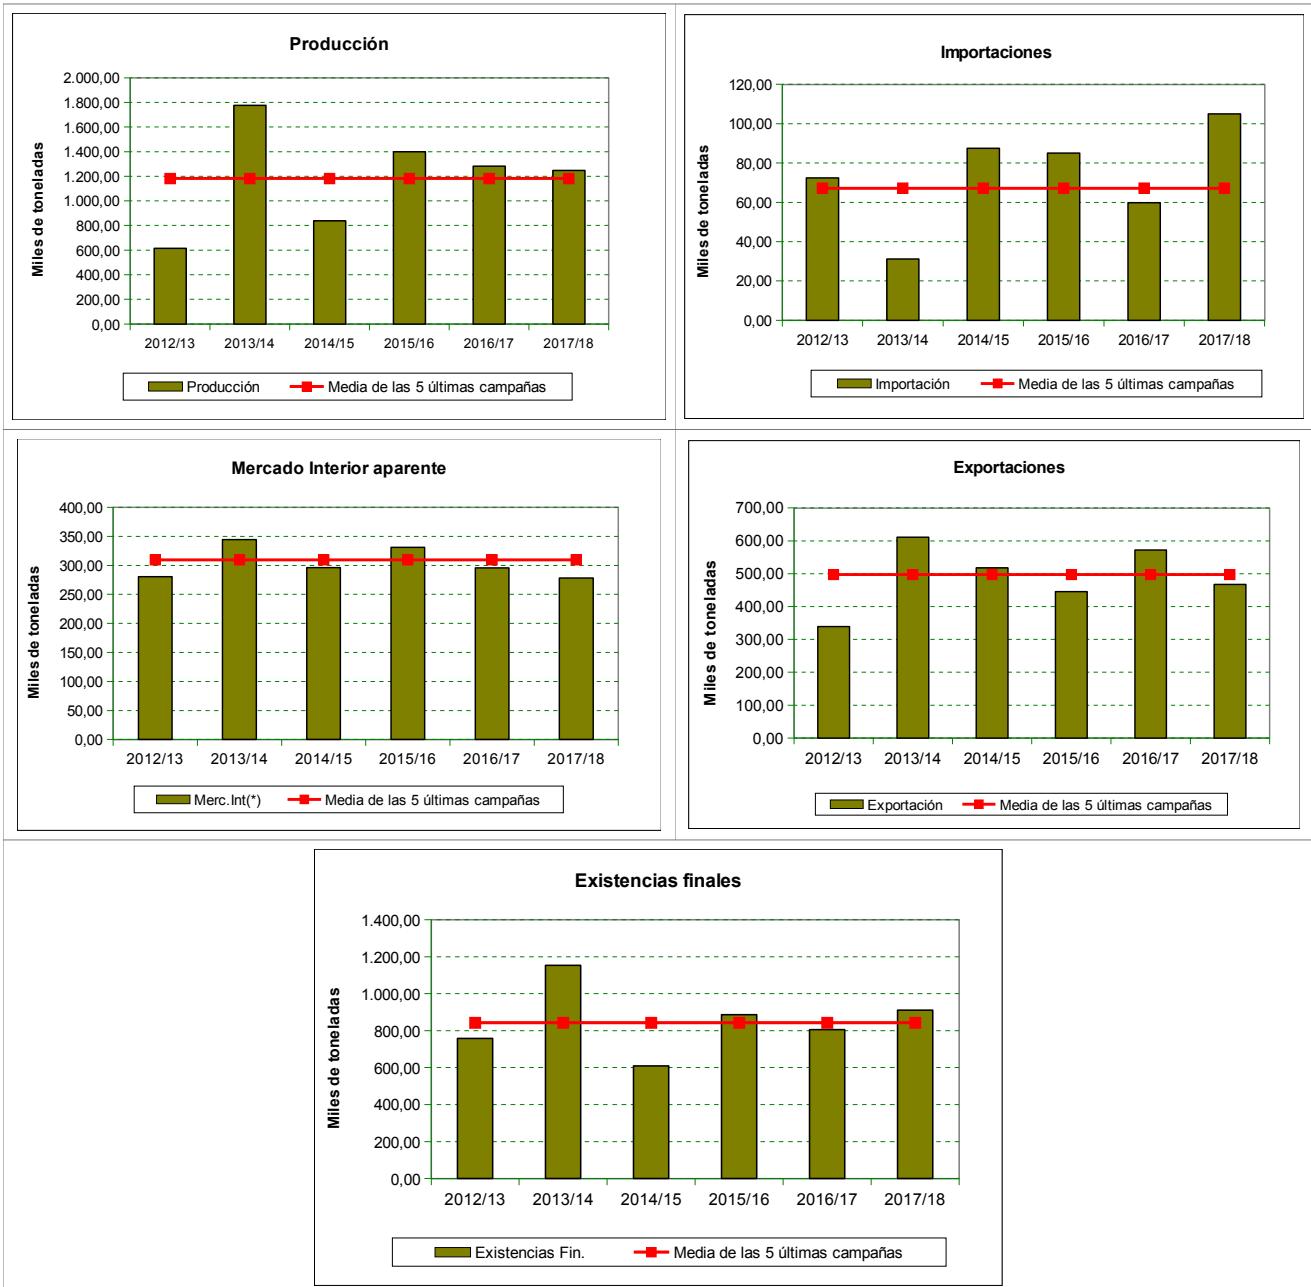 Producción
Miles de toneladas
2.000,00
1.800,00
1.600,00
1.400,00
1.200,00
1.000,00
800,00
600,00
400,00
200,00
0,00
2012/13 2013/14 2014/15 2015/16 2016/17 2017/18
Producción Media de las 5 últimas campañas
Importaciones
Miles de toneladas
120,00
100,00
80,00
60,00
40,00
20,00
0,00
2012/13 2013/14 2014/15 2015/16 2016/17 2017/18
Importación Media de las 5 últimas campañas
Mercado Interior aparente
Miles de toneladas
400,00
350,00
300,00
250,00
200,00
150,00
100,00
50,00
0,00
2012/13 2013/14 2014/15 2015/16 2016/17 2017/18
Merc.Int(*) Media de las 5 últimas campañas
Exportaciones
Miles de toneladas
700,00
600,00
500,00
400,00
300,00
200,00
100,00
0,00
2012/13 2013/14 2014/15 2015/16 2016/17 2017/18
Exportación Media de las 5 últimas campañas
Existencias finales
Miles de toneladas
1.400,00
1.200,00
1.000,00
800,00
600,00
400,00
200,00
0,00
2012/13 2013/14 2014/15 2015/16 2016/17 2017/18
Existencias Fin. Media de las 5 últimas campañas